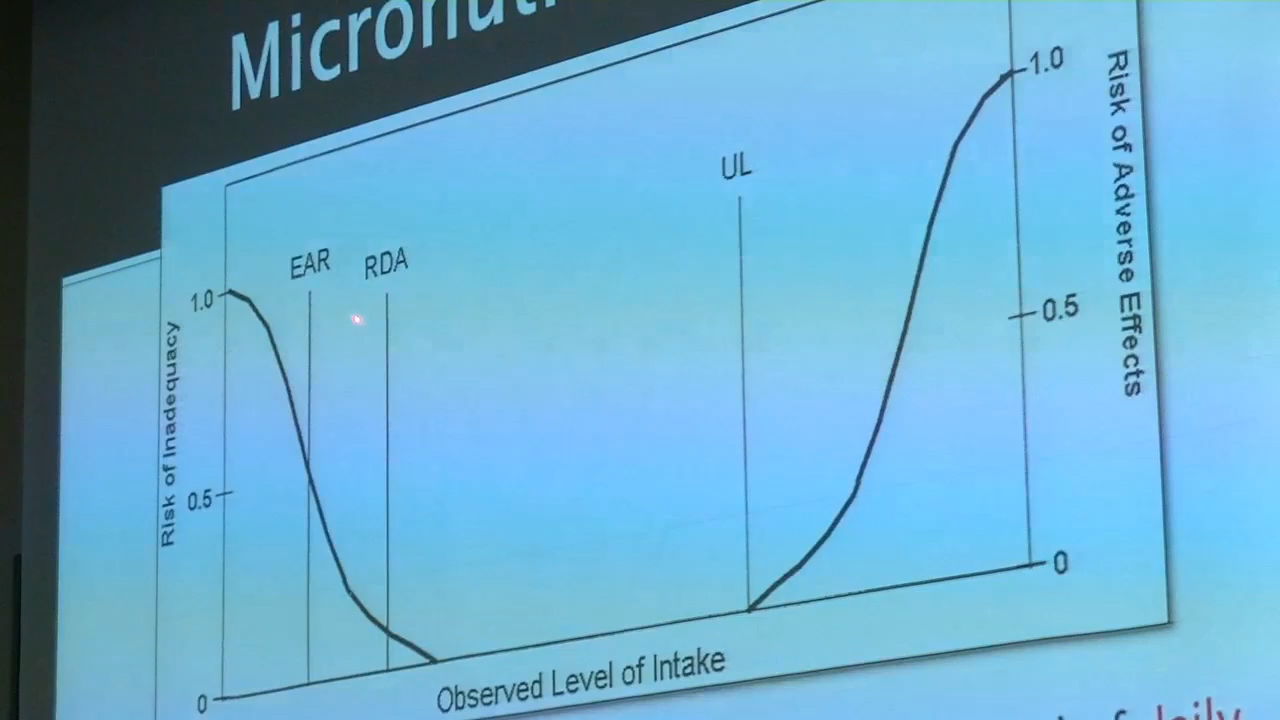 UL
1.0
EAR
RDA
1.0
0.5
0.5
0
0
Risk of Inadequacy
Risk of Adverse Effects
Observed Level of Intake
daily